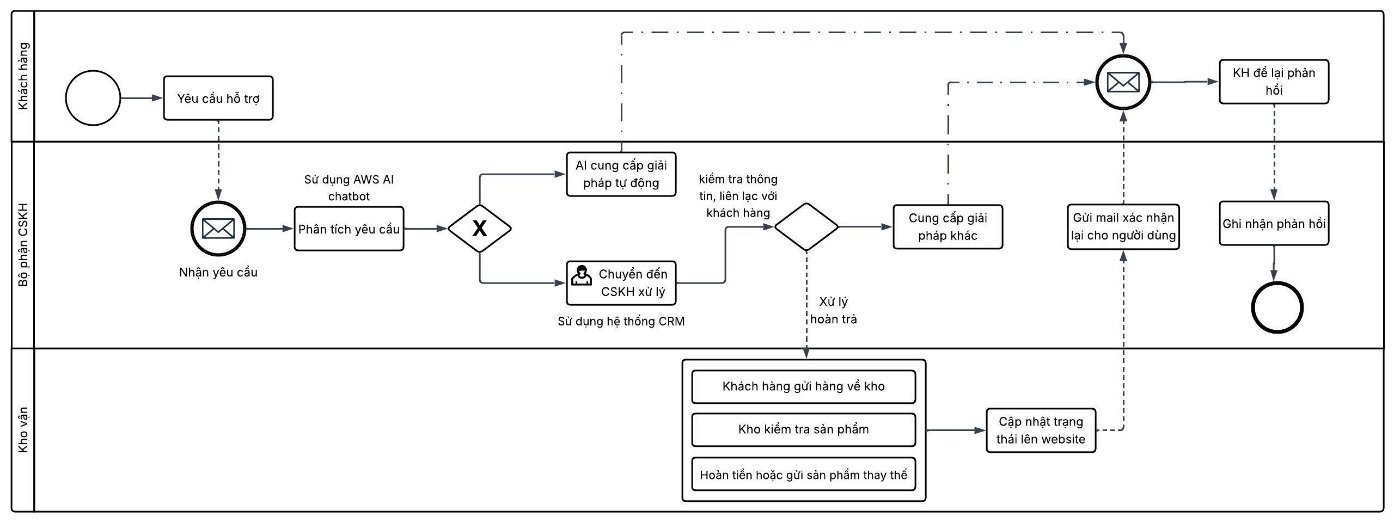 Khách hàng
Yêu cầu hỗ trợ
KH để lại phản
hồi
Bộ phận CSKH
Nhận yêu cầu
Sử dụng AWS AI
chatbot
Phân tích yêu cầu
X
AI cung cấp giải
pháp tự động
Chuyển đến
CSKH xử lý
Sử dụng hệ thống CRM
kiểm tra thông
tin, liên lạc với
khách hàng
Cung cấp giải
pháp khác
Xử lý
hoàn trả
Gửi mail xác nhận
lại cho người dùng
Ghi nhận phản hồi
Kho vận
Khách hàng gửi hàng về kho
Kho kiểm tra sản phẩm
Hoàn tiền hoặc gửi sản phẩm thay thế
Cập nhật trạng
thái lên website